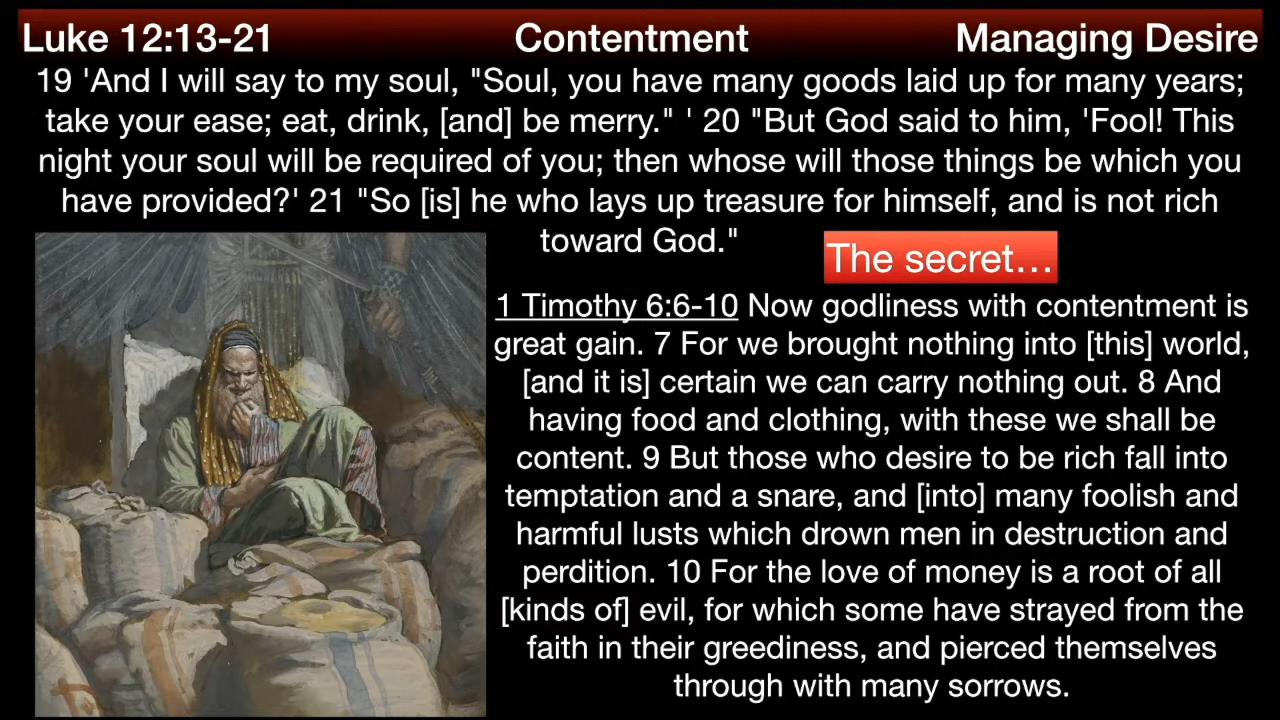 Luke 12:13-21 Contentment Managing Desire
19 'And I will say to my soul, "Soul, you have many goods laid up for many years;
take your ease; eat, drink, [and] be merry." ' 20 "But God said to him, 'Fool! This
night your soul will be required of you; then whose will those things be which you
have provided?' 21 "So [is] he who lays up treasure for himself, and is not rich
toward God."
The secret...
1 Timothy 6:6-10 Now godliness with contentment is
great gain. 7 For we brought nothing into [this] world,
[and it is] certain we can carry nothing out. 8 And
having food and clothing, with these we shall be
content. 9 But those who desire to be rich fall into
temptation and a snare, and [into] many foolish and
harmful lusts which drown men in destruction and
perdition. 10 For the love of money is a root of all
[kinds of] evil, for which some have strayed from the
faith in their greediness, and pierced themselves
through with many sorrows.